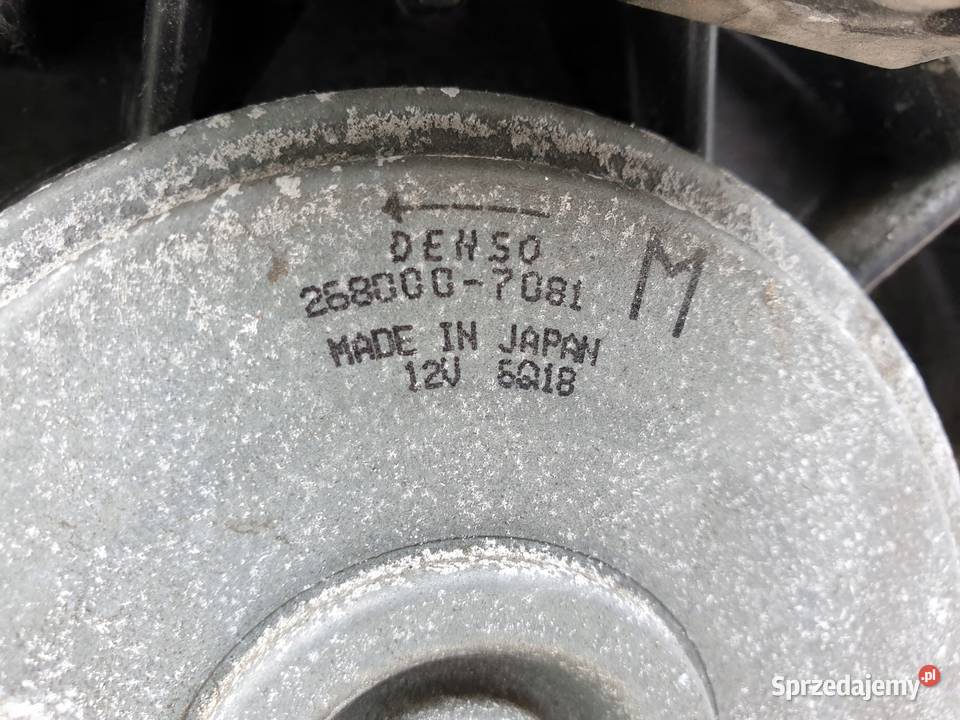 DENSO
268000-7081
M
MADE IN JAPAN
12V 6Q18
Sprzedajemy.pl